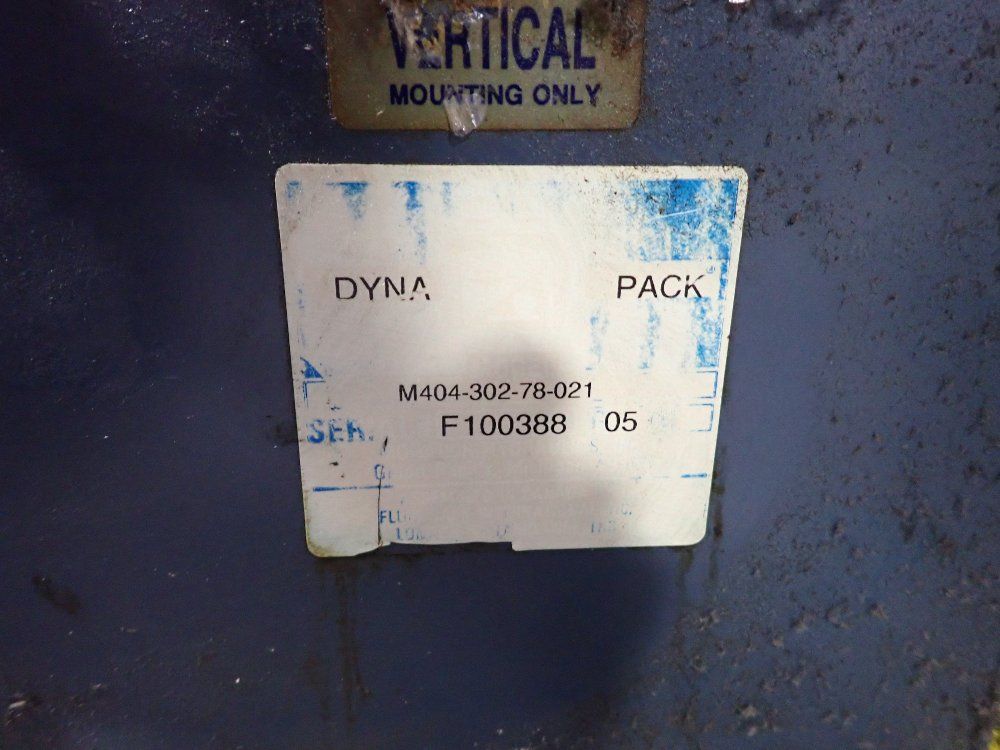 VERTICAL
MOUNTING ONLY
DYNA PACK
M404-302-78-021
SER.
F100388 05